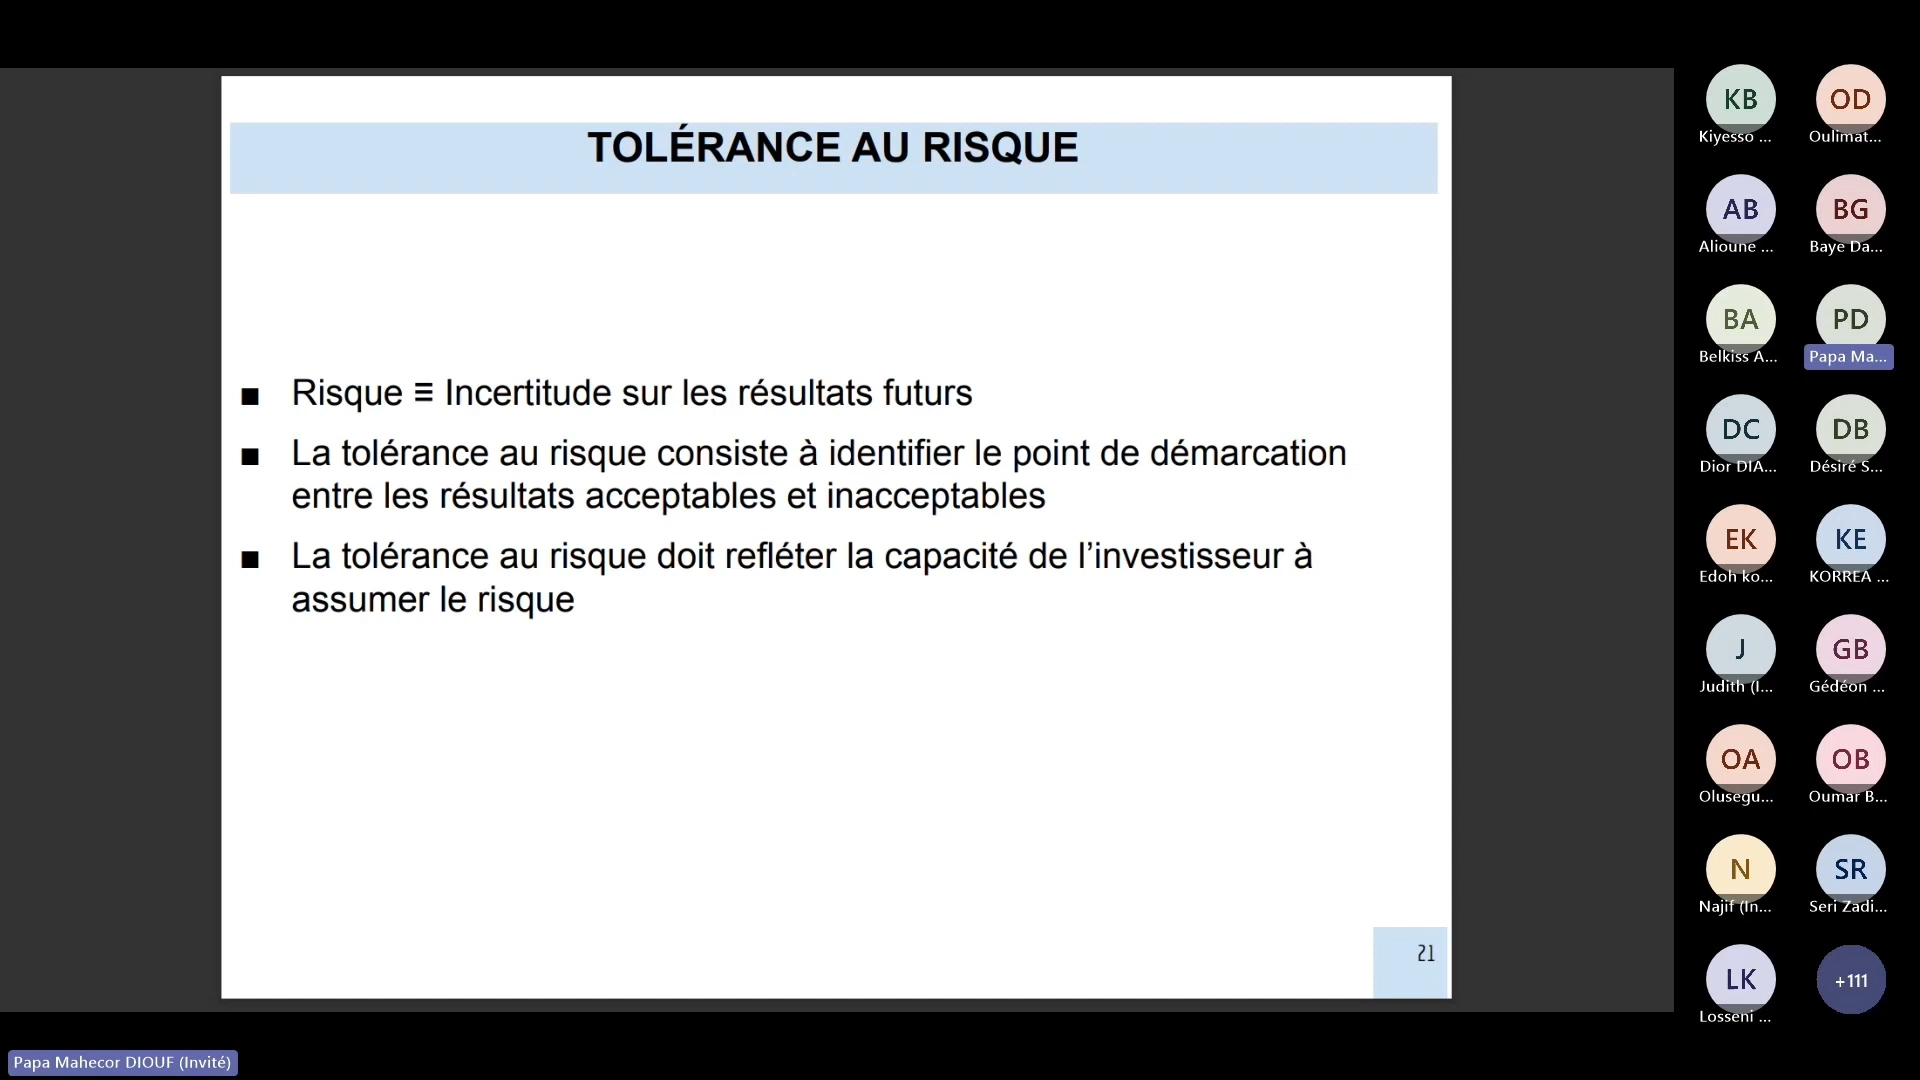 TOLÉRANCE AU RISQUE
■ Risque ≡ Incertitude sur les résultats futurs
■ La tolérance au risque consiste à identifier le point de démarcation
entre les résultats acceptables et inacceptables
■ La tolérance au risque doit refléter la capacité de l’investisseur à
assumer le risque
21
KB
Kiyesso ...
OD
Oulimat...
AB
Alioune ...
BG
Baye Da...
BA
Belkiss A...
PD
Papa Ma...
DC
Dior DIA...
DB
Désiré S...
EK
Edoh ko...
KE
KORREA ...
J
Judith (I...
GB
Gédéon ...
OA
Olusegu...
OB
Oumar B...
N
Najif (In...
SR
Seri Zadi...
LK
Losseni ...
+111
Papa Mahecor DIOUF (Invité)